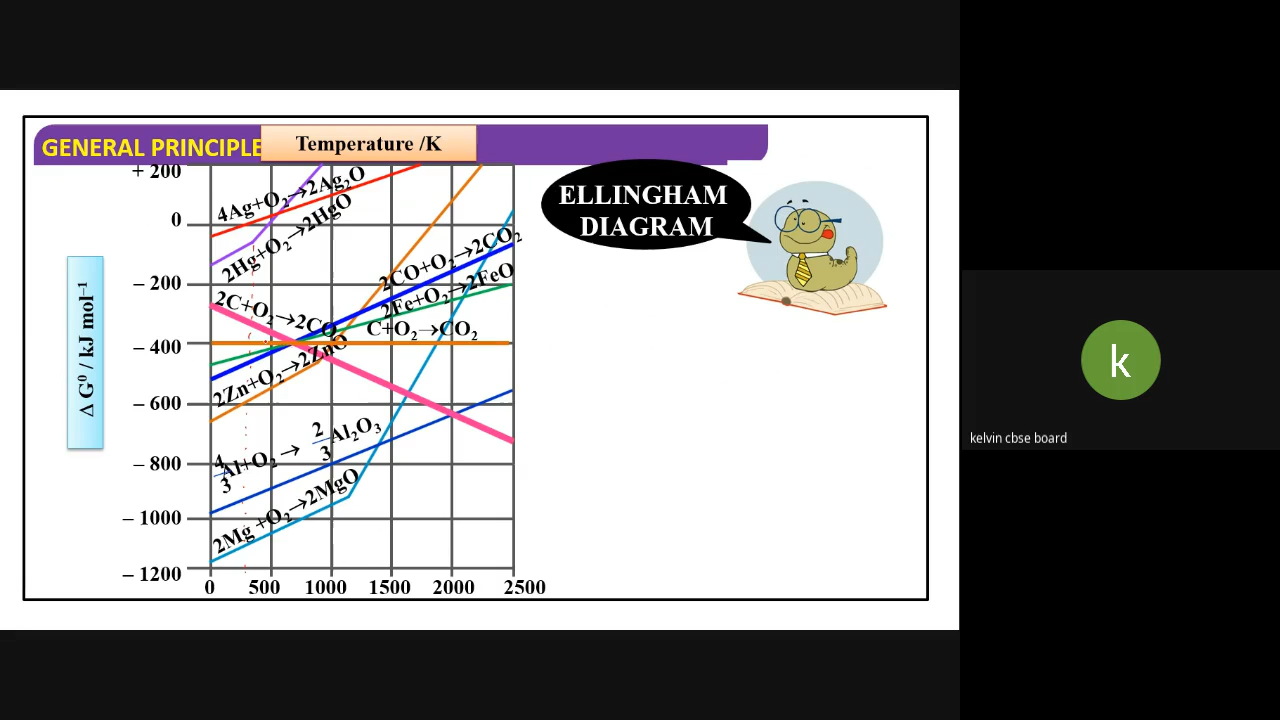 GENERAL PRINCIPLE
Temperature /K
ELLINGHAM
DIAGRAM
Δ G⁰ / kJ mol⁻¹
+ 200
0
– 200
– 400
– 600
– 800
– 1000
– 1200
0 500 1000 1500 2000 2500
4Ag+O₂→2Ag₂O
2Hg+O₂→2HgO
2CO+O₂→2CO₂
2Fe+O₂→2FeO
2C+O₂→2CO
C+O₂→CO₂
2Zn+O₂→2ZnO
4/3Al+O₂→ 2/3Al₂O₃
2Mg +O₂→2MgO
k
kelvin cbse board